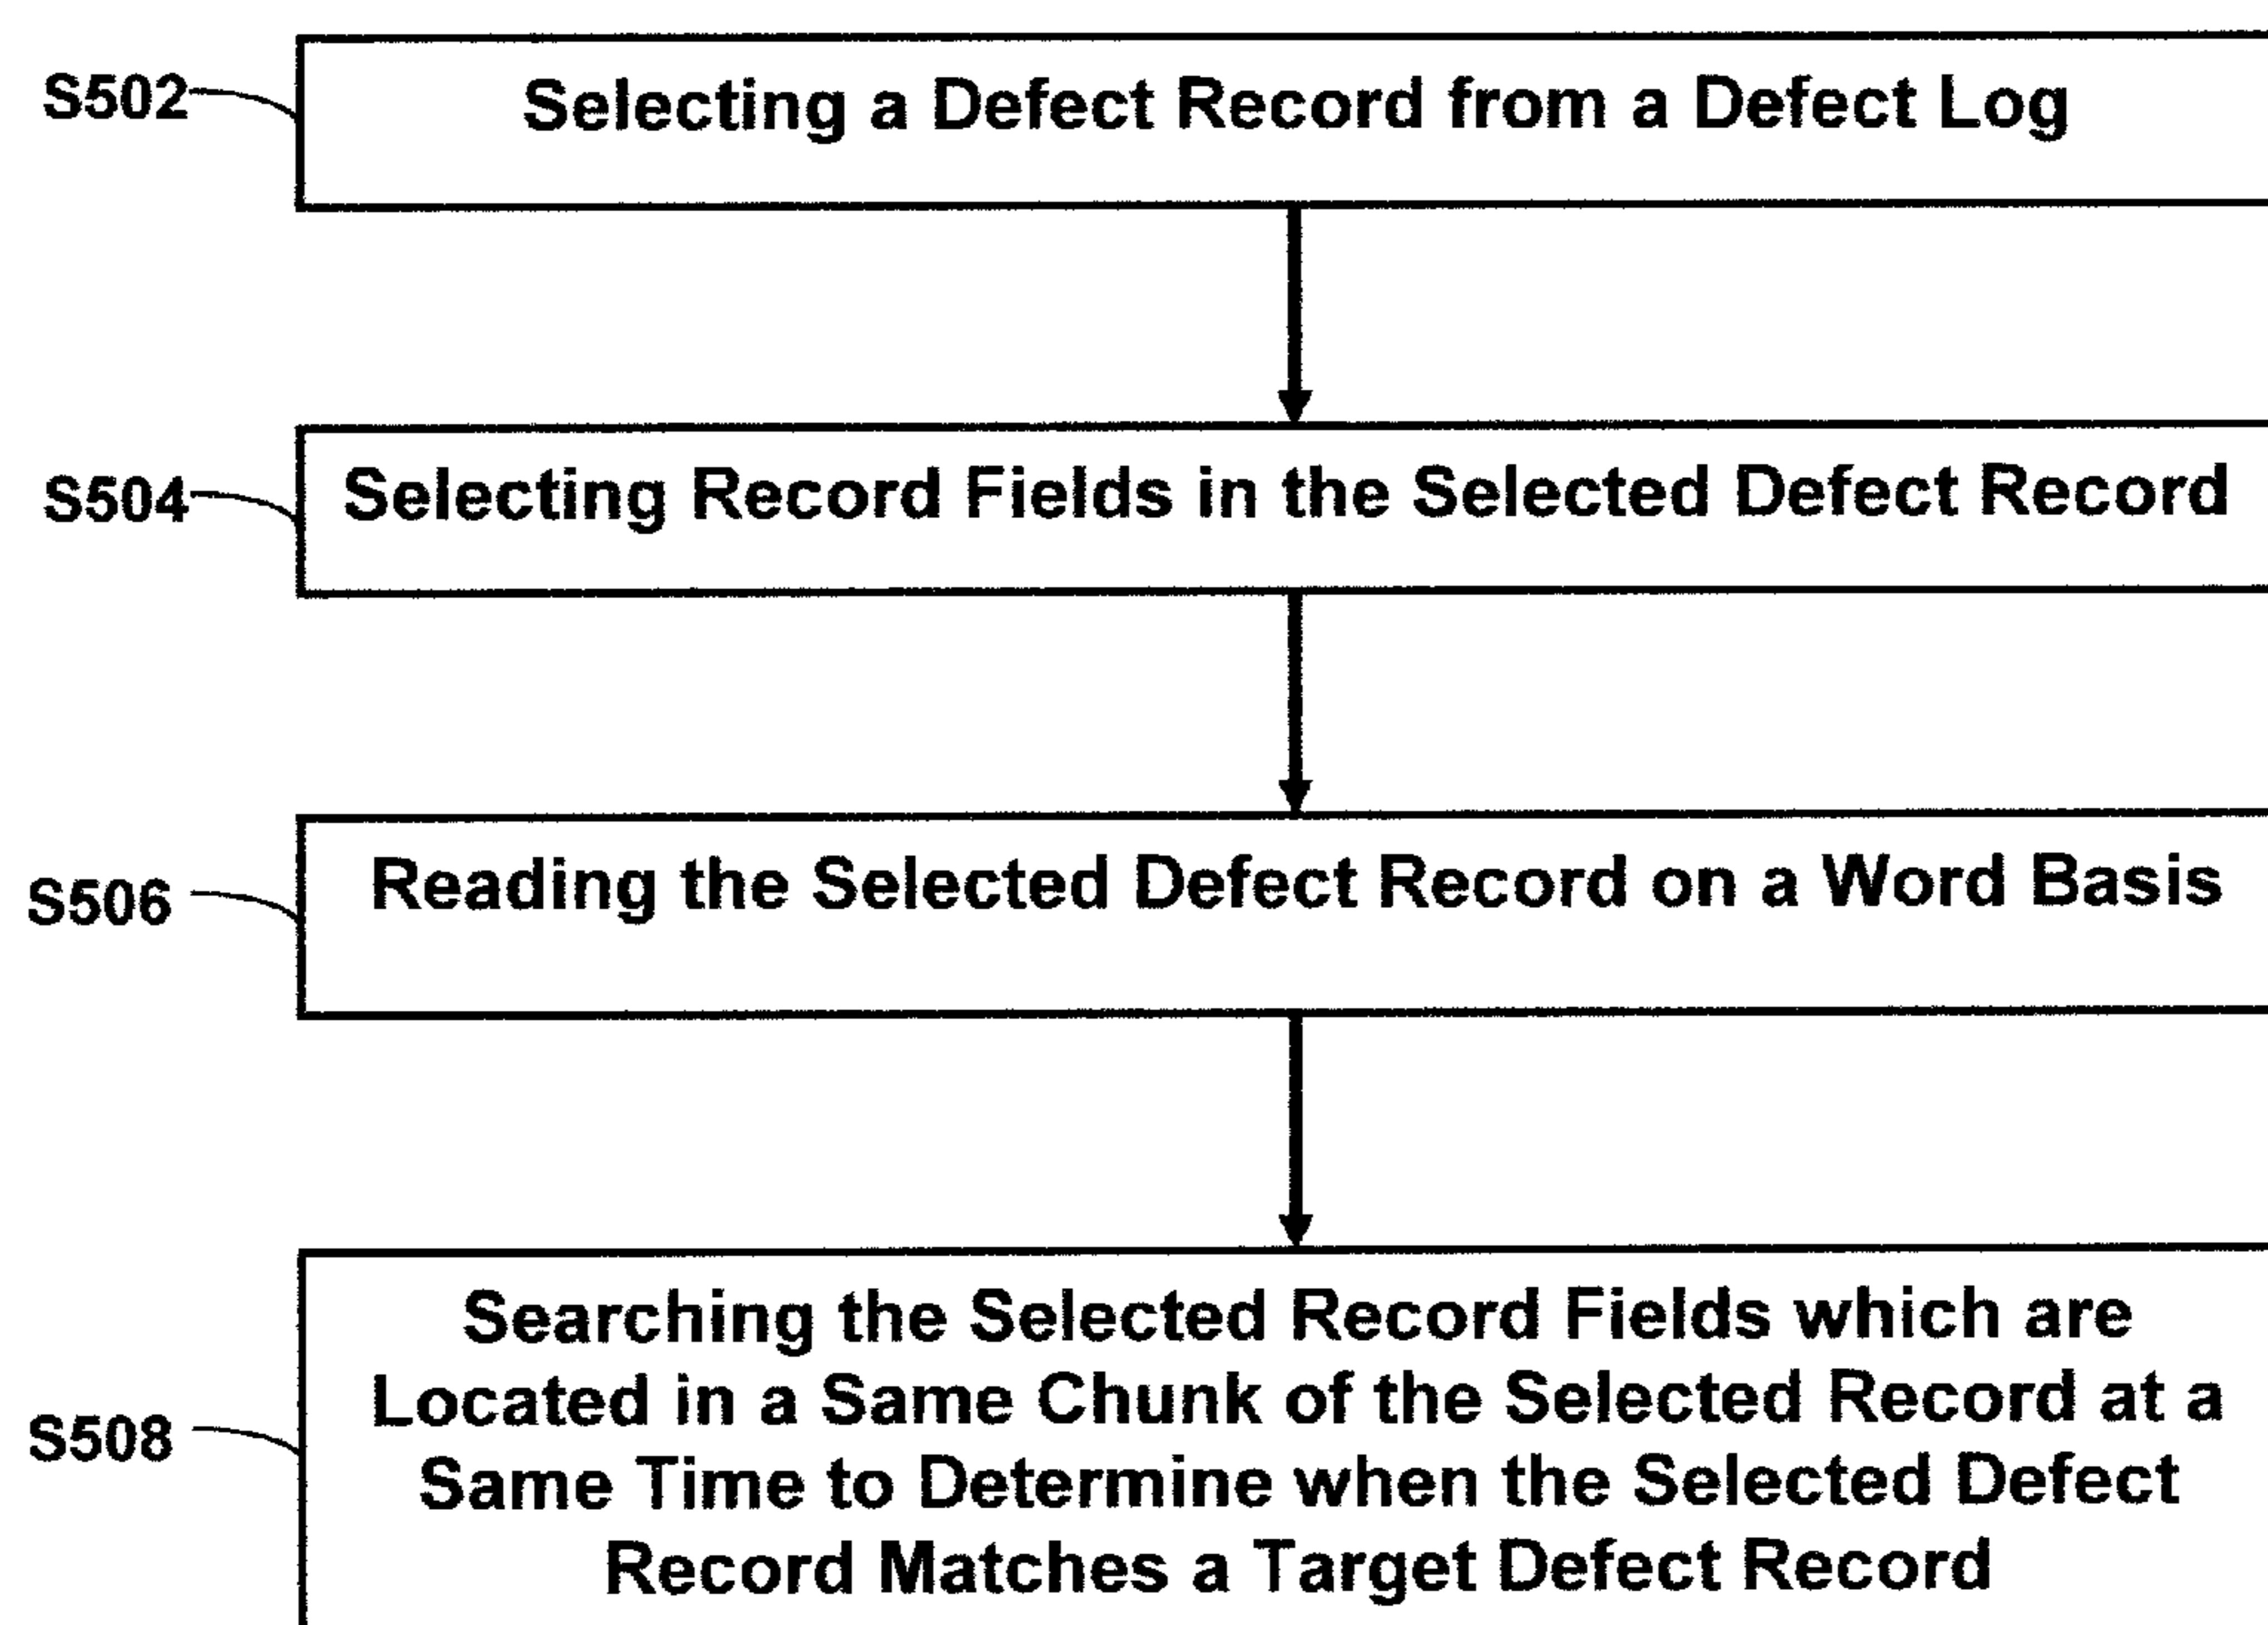 S502
Selecting a Defect Record from a Defect Log
S504
Selecting Record Fields in the Selected Defect Record
S506
Reading the Selected Defect Record on a Word Basis
S508
Searching the Selected Record Fields which are
Located in a Same Chunk of the Selected Record at a
Same Time to Determine when the Selected Defect
Record Matches a Target Defect Record